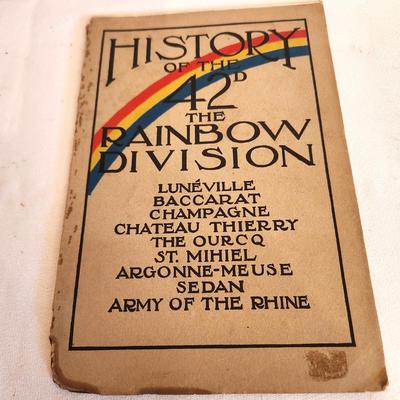 HISTORY
OF THE
42D
THE
RAINBOW
DIVISION
LUNÉVILLE
BACCARAT
CHAMPAGNE
CHATEAU THIERRY
THE OURCQ
ST. MIHIEL
ARGONNE-MEUSE
SEDAN
ARMY OF THE RHINE